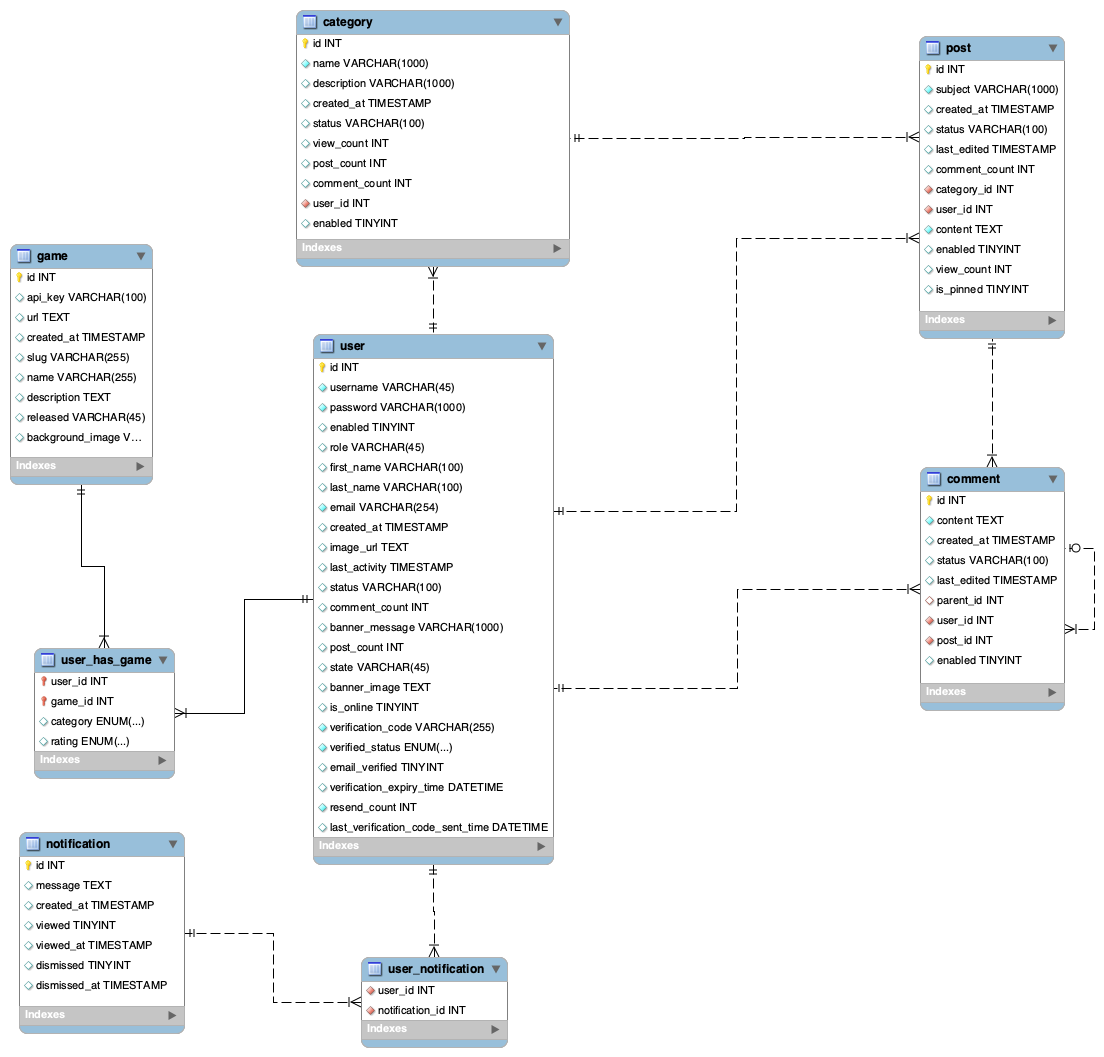 category
id INT
name VARCHAR(1000)
description VARCHAR(1000)
created_at TIMESTAMP
status VARCHAR(100)
view_count INT
post_count INT
comment_count INT
user_id INT
enabled TINYINT
Indexes
post
id INT
subject VARCHAR(1000)
created_at TIMESTAMP
status VARCHAR(100)
last_edited TIMESTAMP
comment_count INT
category_id INT
user_id INT
content TEXT
enabled TINYINT
view_count INT
is_pinned TINYINT
Indexes
game
id INT
api_key VARCHAR(100)
url TEXT
created_at TIMESTAMP
slug VARCHAR(255)
name VARCHAR(255)
description TEXT
released VARCHAR(45)
background_image V...
Indexes
user
id INT
username VARCHAR(45)
password VARCHAR(1000)
enabled TINYINT
role VARCHAR(45)
first_name VARCHAR(100)
last_name VARCHAR(100)
email VARCHAR(254)
created_at TIMESTAMP
image_url TEXT
last_activity TIMESTAMP
status VARCHAR(100)
comment_count INT
banner_message VARCHAR(1000)
post_count INT
state VARCHAR(45)
banner_image TEXT
is_online TINYINT
verification_code VARCHAR(255)
verified_status ENUM(...)
email_verified TINYINT
verification_expiry_time DATETIME
resend_count INT
last_verification_code_sent_time DATETIME
Indexes
comment
id INT
content TEXT
created_at TIMESTAMP
status VARCHAR(100)
last_edited TIMESTAMP
parent_id INT
user_id INT
post_id INT
enabled TINYINT
Indexes
user_has_game
user_id INT
game_id INT
category ENUM(...)
rating ENUM(...)
Indexes
notification
id INT
message TEXT
created_at TIMESTAMP
viewed TINYINT
viewed_at TIMESTAMP
dismissed TINYINT
dismissed_at TIMESTAMP
Indexes
user_notification
user_id INT
notification_id INT
Indexes